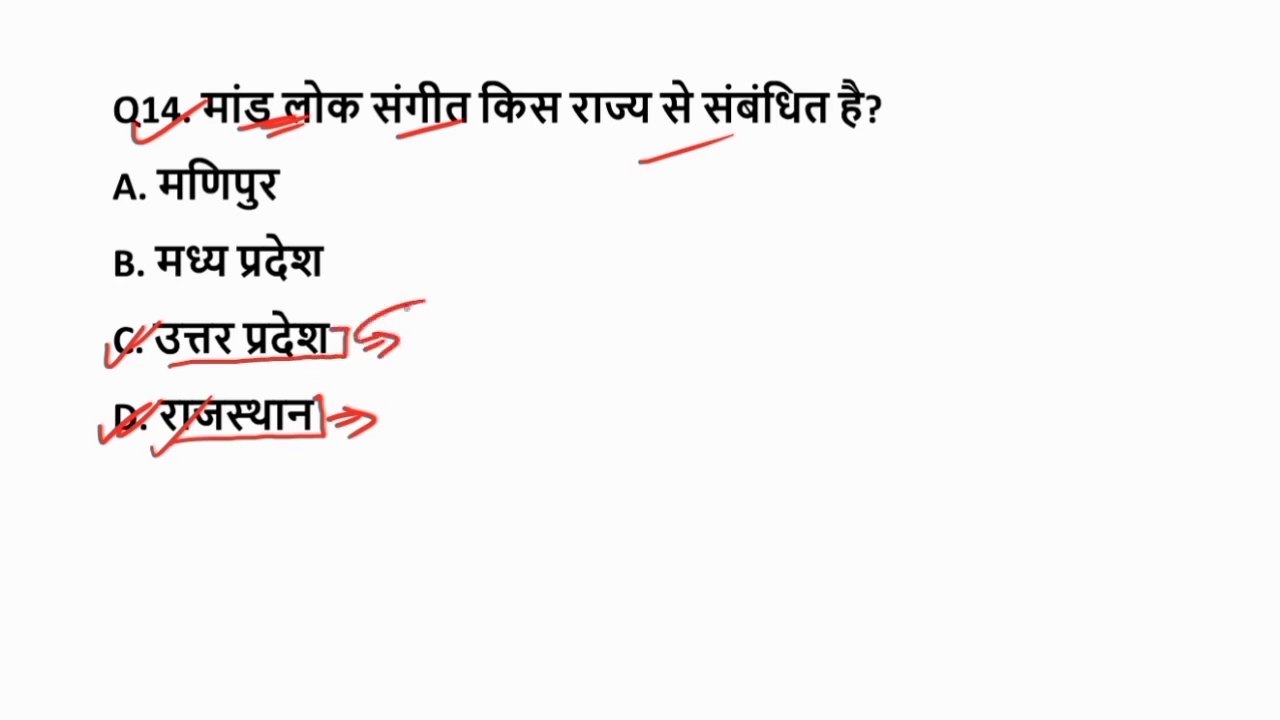 Q14. मांड लोक संगीत किस राज्य से संबंधित है?
A. मणिपुर
B. मध्य प्रदेश
C. उत्तर प्रदेश
D. राजस्थान